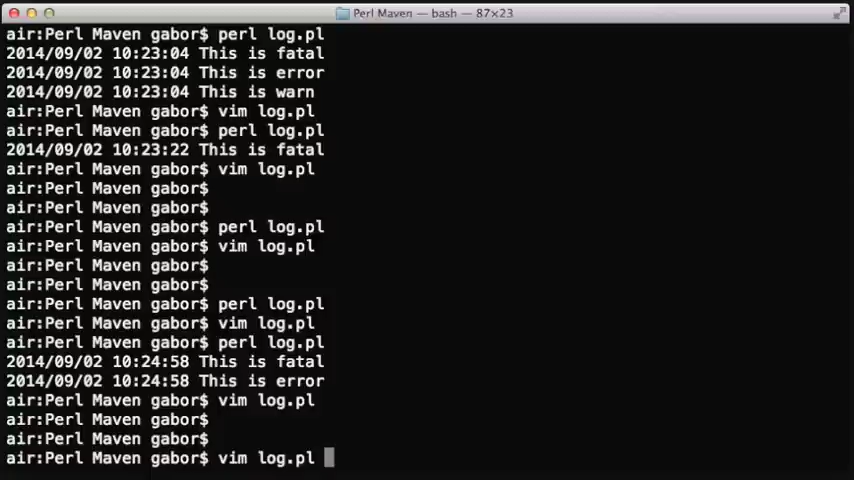 Perl Maven — bash — 87×23
air:Perl Maven gabor$ perl log.pl
2014/09/02 10:23:04 This is fatal
2014/09/02 10:23:04 This is error
2014/09/02 10:23:04 This is warn
air:Perl Maven gabor$ vim log.pl
air:Perl Maven gabor$ perl log.pl
2014/09/02 10:23:22 This is fatal
air:Perl Maven gabor$ vim log.pl
air:Perl Maven gabor$
air:Perl Maven gabor$
air:Perl Maven gabor$ perl log.pl
air:Perl Maven gabor$ vim log.pl
air:Perl Maven gabor$
air:Perl Maven gabor$
air:Perl Maven gabor$ perl log.pl
air:Perl Maven gabor$ vim log.pl
air:Perl Maven gabor$ perl log.pl
2014/09/02 10:24:58 This is fatal
2014/09/02 10:24:58 This is error
air:Perl Maven gabor$ vim log.pl
air:Perl Maven gabor$
air:Perl Maven gabor$
air:Perl Maven gabor$ vim log.pl